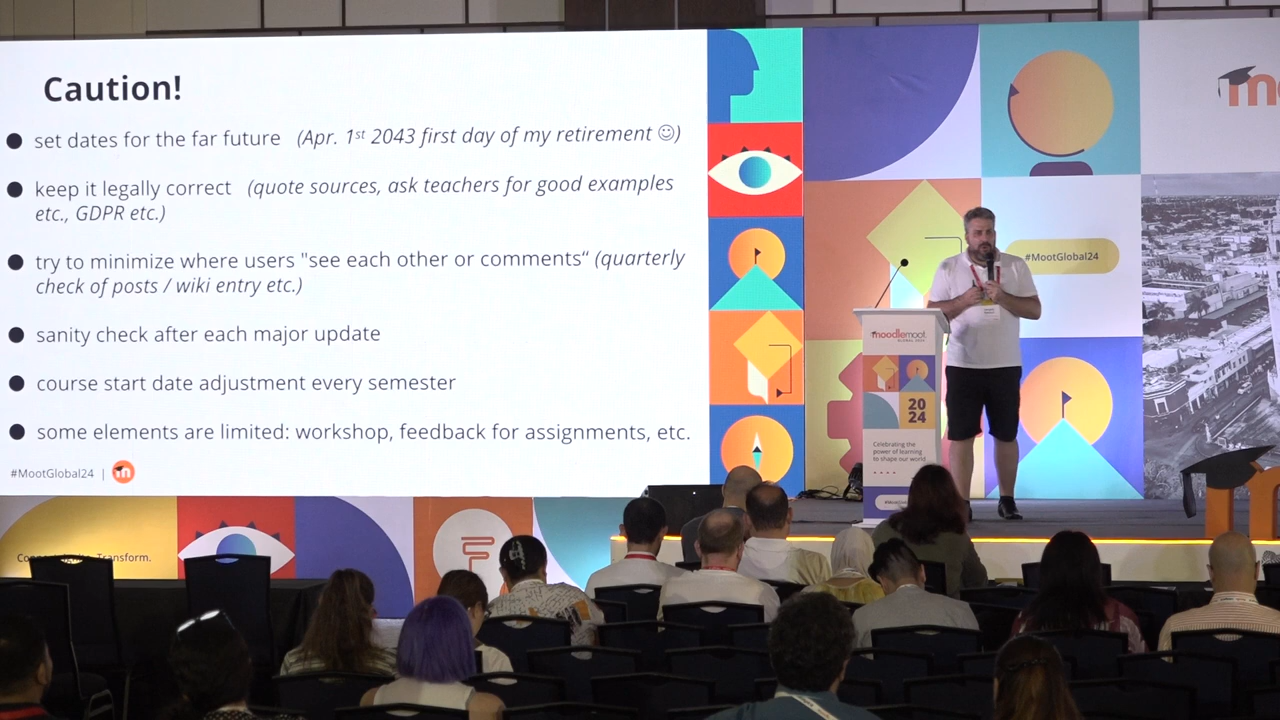 Caution!
● set dates for the far future (Apr. 1st 2043 first day of my retirement ☺)
● keep it legally correct (quote sources, ask teachers for good examples
etc., GDPR etc.)
● try to minimize where users "see each other or comments“ (quarterly
check of posts / wiki entry etc.)
● sanity check after each major update
● course start date adjustment every semester
● some elements are limited: workshop, feedback for assignments, etc.
#MootGlobal24 | m
#MootGlobal24
moodlemoot
GLOBAL 2024
20
24
Celebrating the
power of learning
to shape our world
Transform.